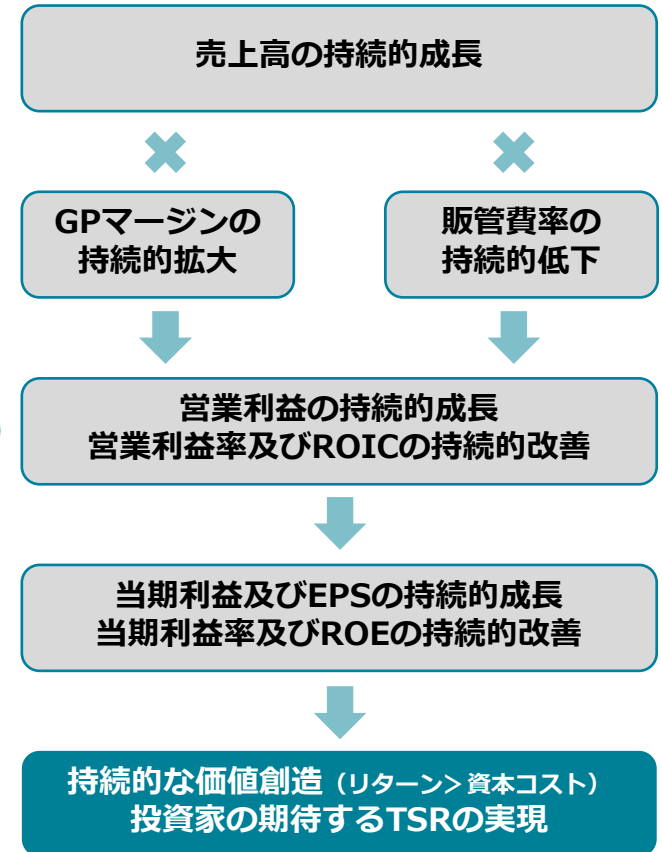 売上高の持続的成長
GPマージンの
持続的拡大
販管費率の
持続的低下
営業利益の持続的成長
営業利益率及びROICの持続的改善
当期利益及びEPSの持続的成長
当期利益率及びROEの持続的改善
持続的な価値創造（リターン＞資本コスト）
投資家の期待するTSRの実現